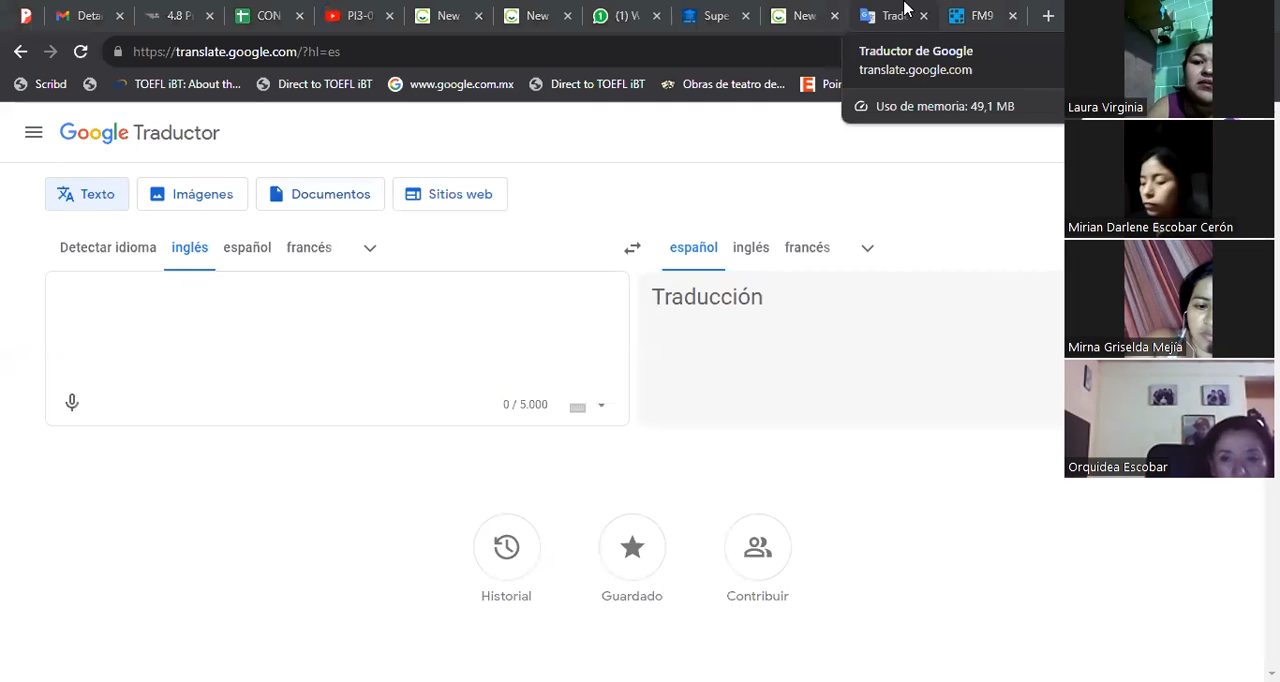 Deta
4.8 P
CON
PI3-0
New
New
(1) W
Supe
New
Trad
FM9
https://translate.google.com/?hl=es
Scribd
TOEFL iBT: About th...
Direct to TOEFL iBT
www.google.com.mx
Direct to TOEFL iBT
Obras de teatro de...
Poin
Traductor de Google
translate.google.com
Uso de memoria: 49,1 MB
Google Traductor
Texto
Imágenes
Documentos
Sitios web
Detectar idioma
inglés
español
francés
español
inglés
francés
Traducción
0 / 5.000
Historial
Guardado
Contribuir
Laura Virginia
Mirian Darlene Escobar Cerón
Mirna Griselda Mejía
Orquidea Escobar